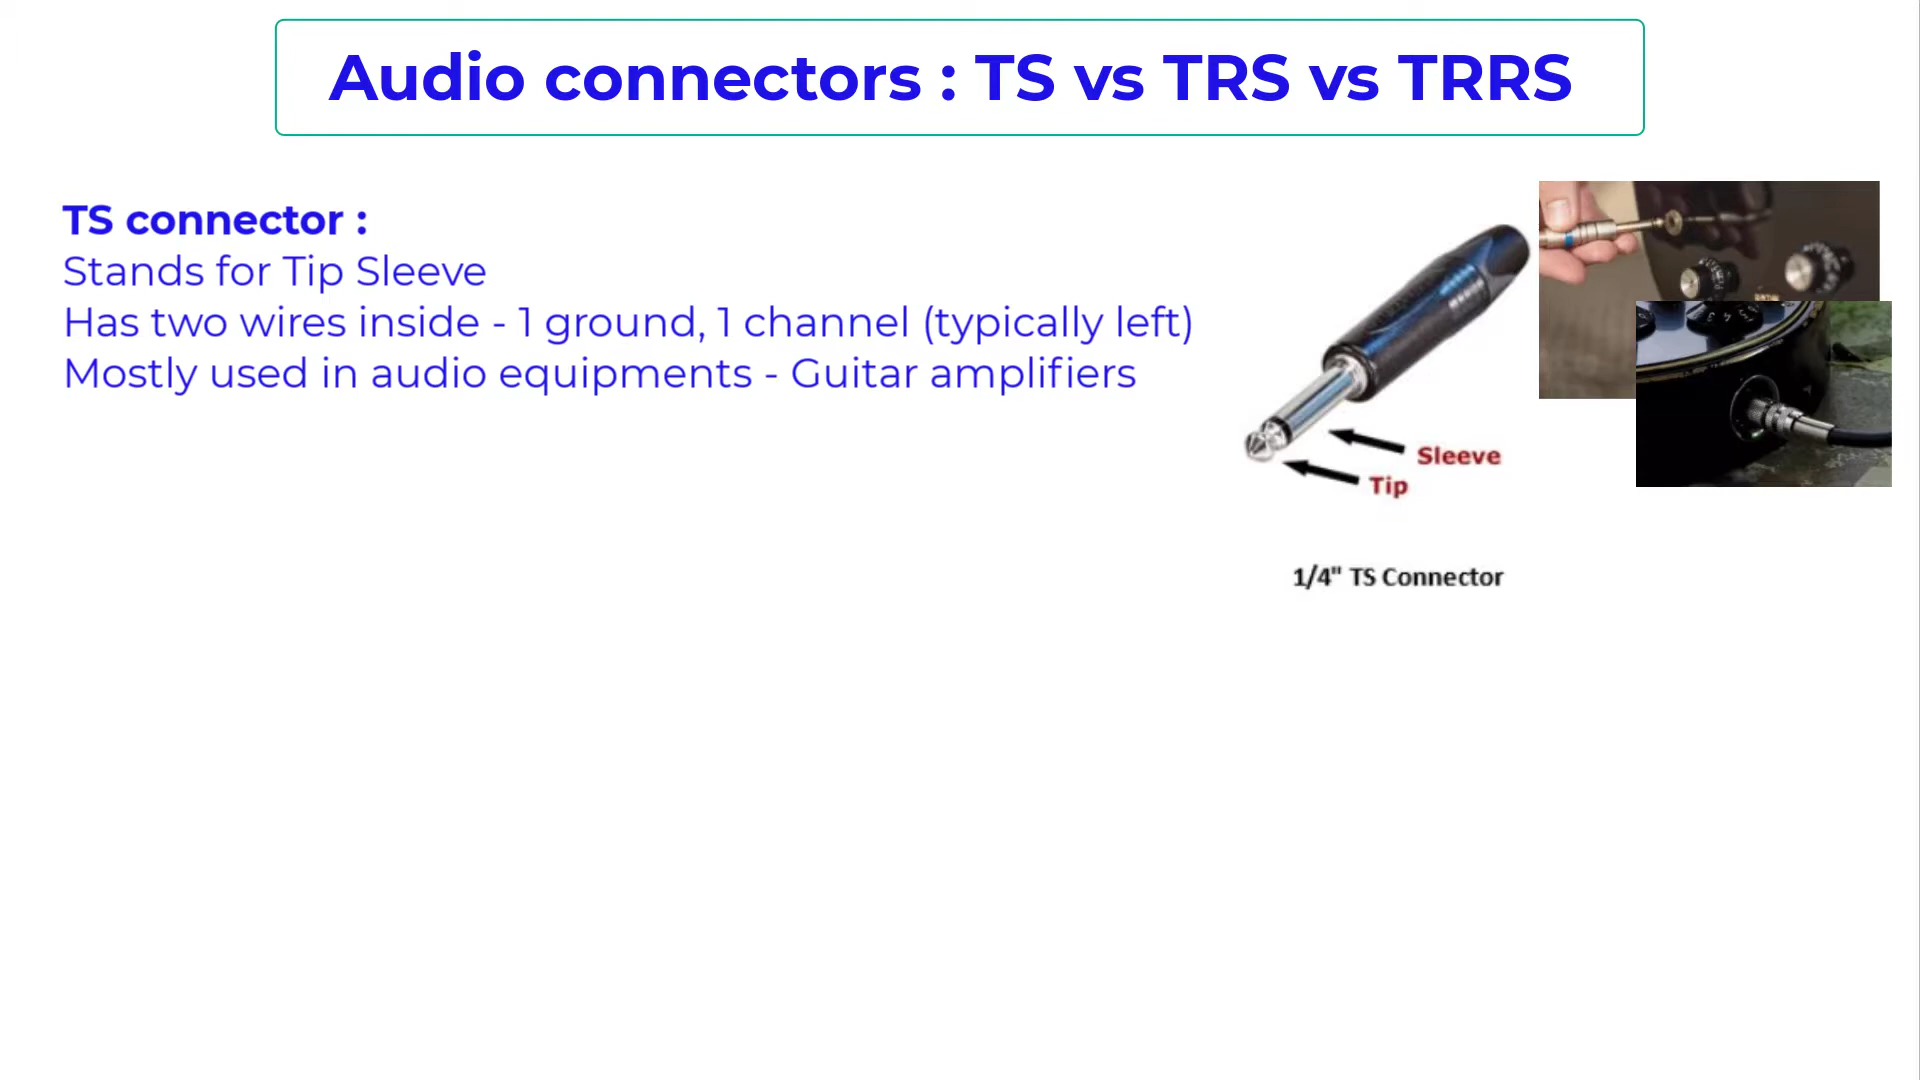 Audio connectors : TS vs TRS vs TRRS
TS connector :
Stands for Tip Sleeve
Has two wires inside - 1 ground, 1 channel (typically left)
Mostly used in audio equipments - Guitar amplifiers
Sleeve
Tip
1/4" TS Connector